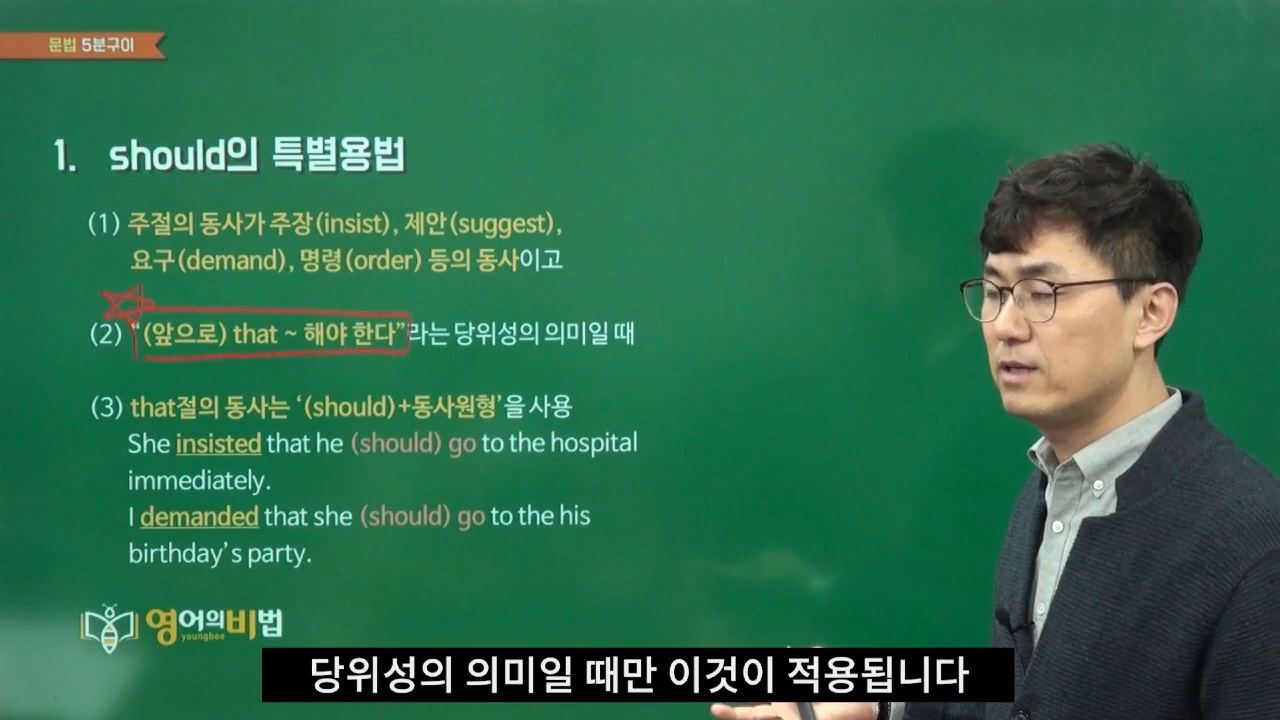 문법 5분구이
1. should의 특별용법
(1) 주절의 동사가 주장(insist), 제안(suggest),
요구(demand), 명령(order) 등의 동사이고
(2) “(앞으로) that ~ 해야 한다”라는 당위성의 의미일 때
(3) that절의 동사는 ‘(should)+동사원형’을 사용
She insisted that he (should) go to the hospital
immediately.
I demanded that she (should) go to the his
birthday’s party.
영어의비법
youngbee
당위성의 의미일 때만 이것이 적용됩니다